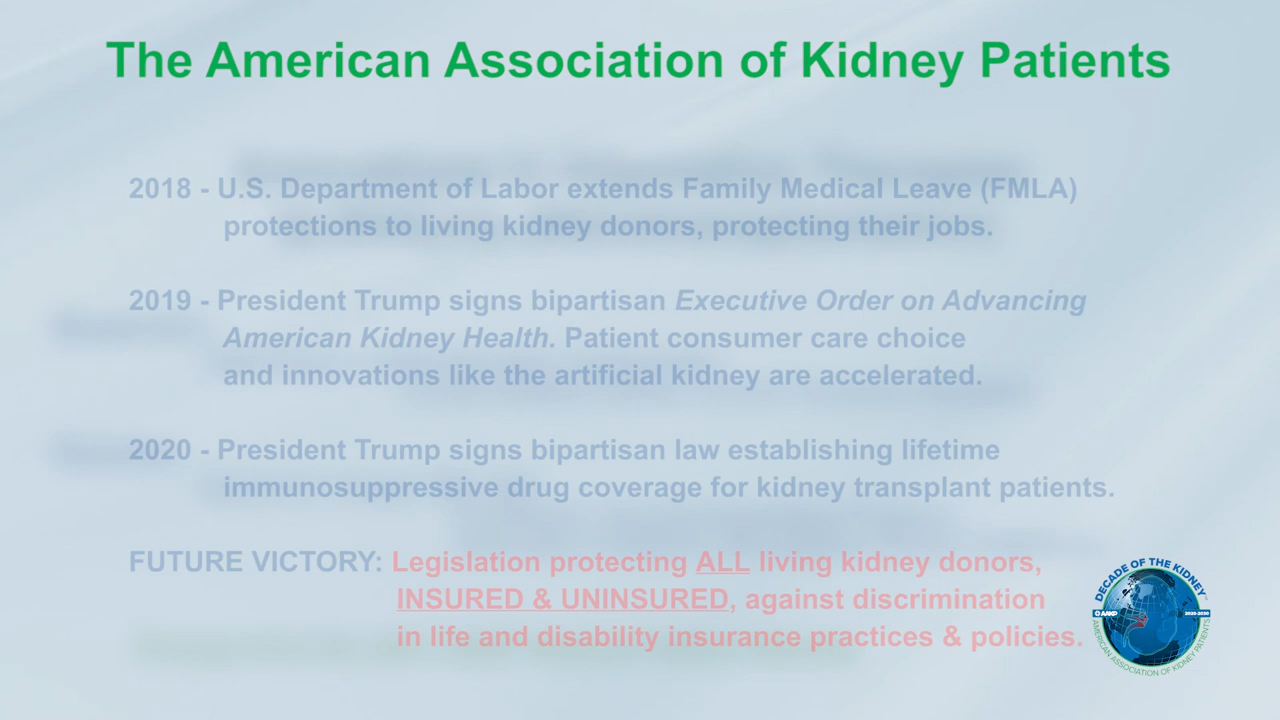 The American Association of Kidney Patients
2018 - U.S. Department of Labor extends Family Medical Leave (FMLA)
protections to living kidney donors, protecting their jobs.
2019 - President Trump signs bipartisan Executive Order on Advancing
American Kidney Health. Patient consumer care choice
and innovations like the artificial kidney are accelerated.
2020 - President Trump signs bipartisan law establishing lifetime
immunosuppressive drug coverage for kidney transplant patients.
FUTURE VICTORY: Legislation protecting ALL living kidney donors,
INSURED & UNINSURED, against discrimination
in life and disability insurance practices & policies.
DECADE OF THE KIDNEY
AAKP
2020-2030
AMERICAN ASSOCIATION OF KIDNEY PATIENTS